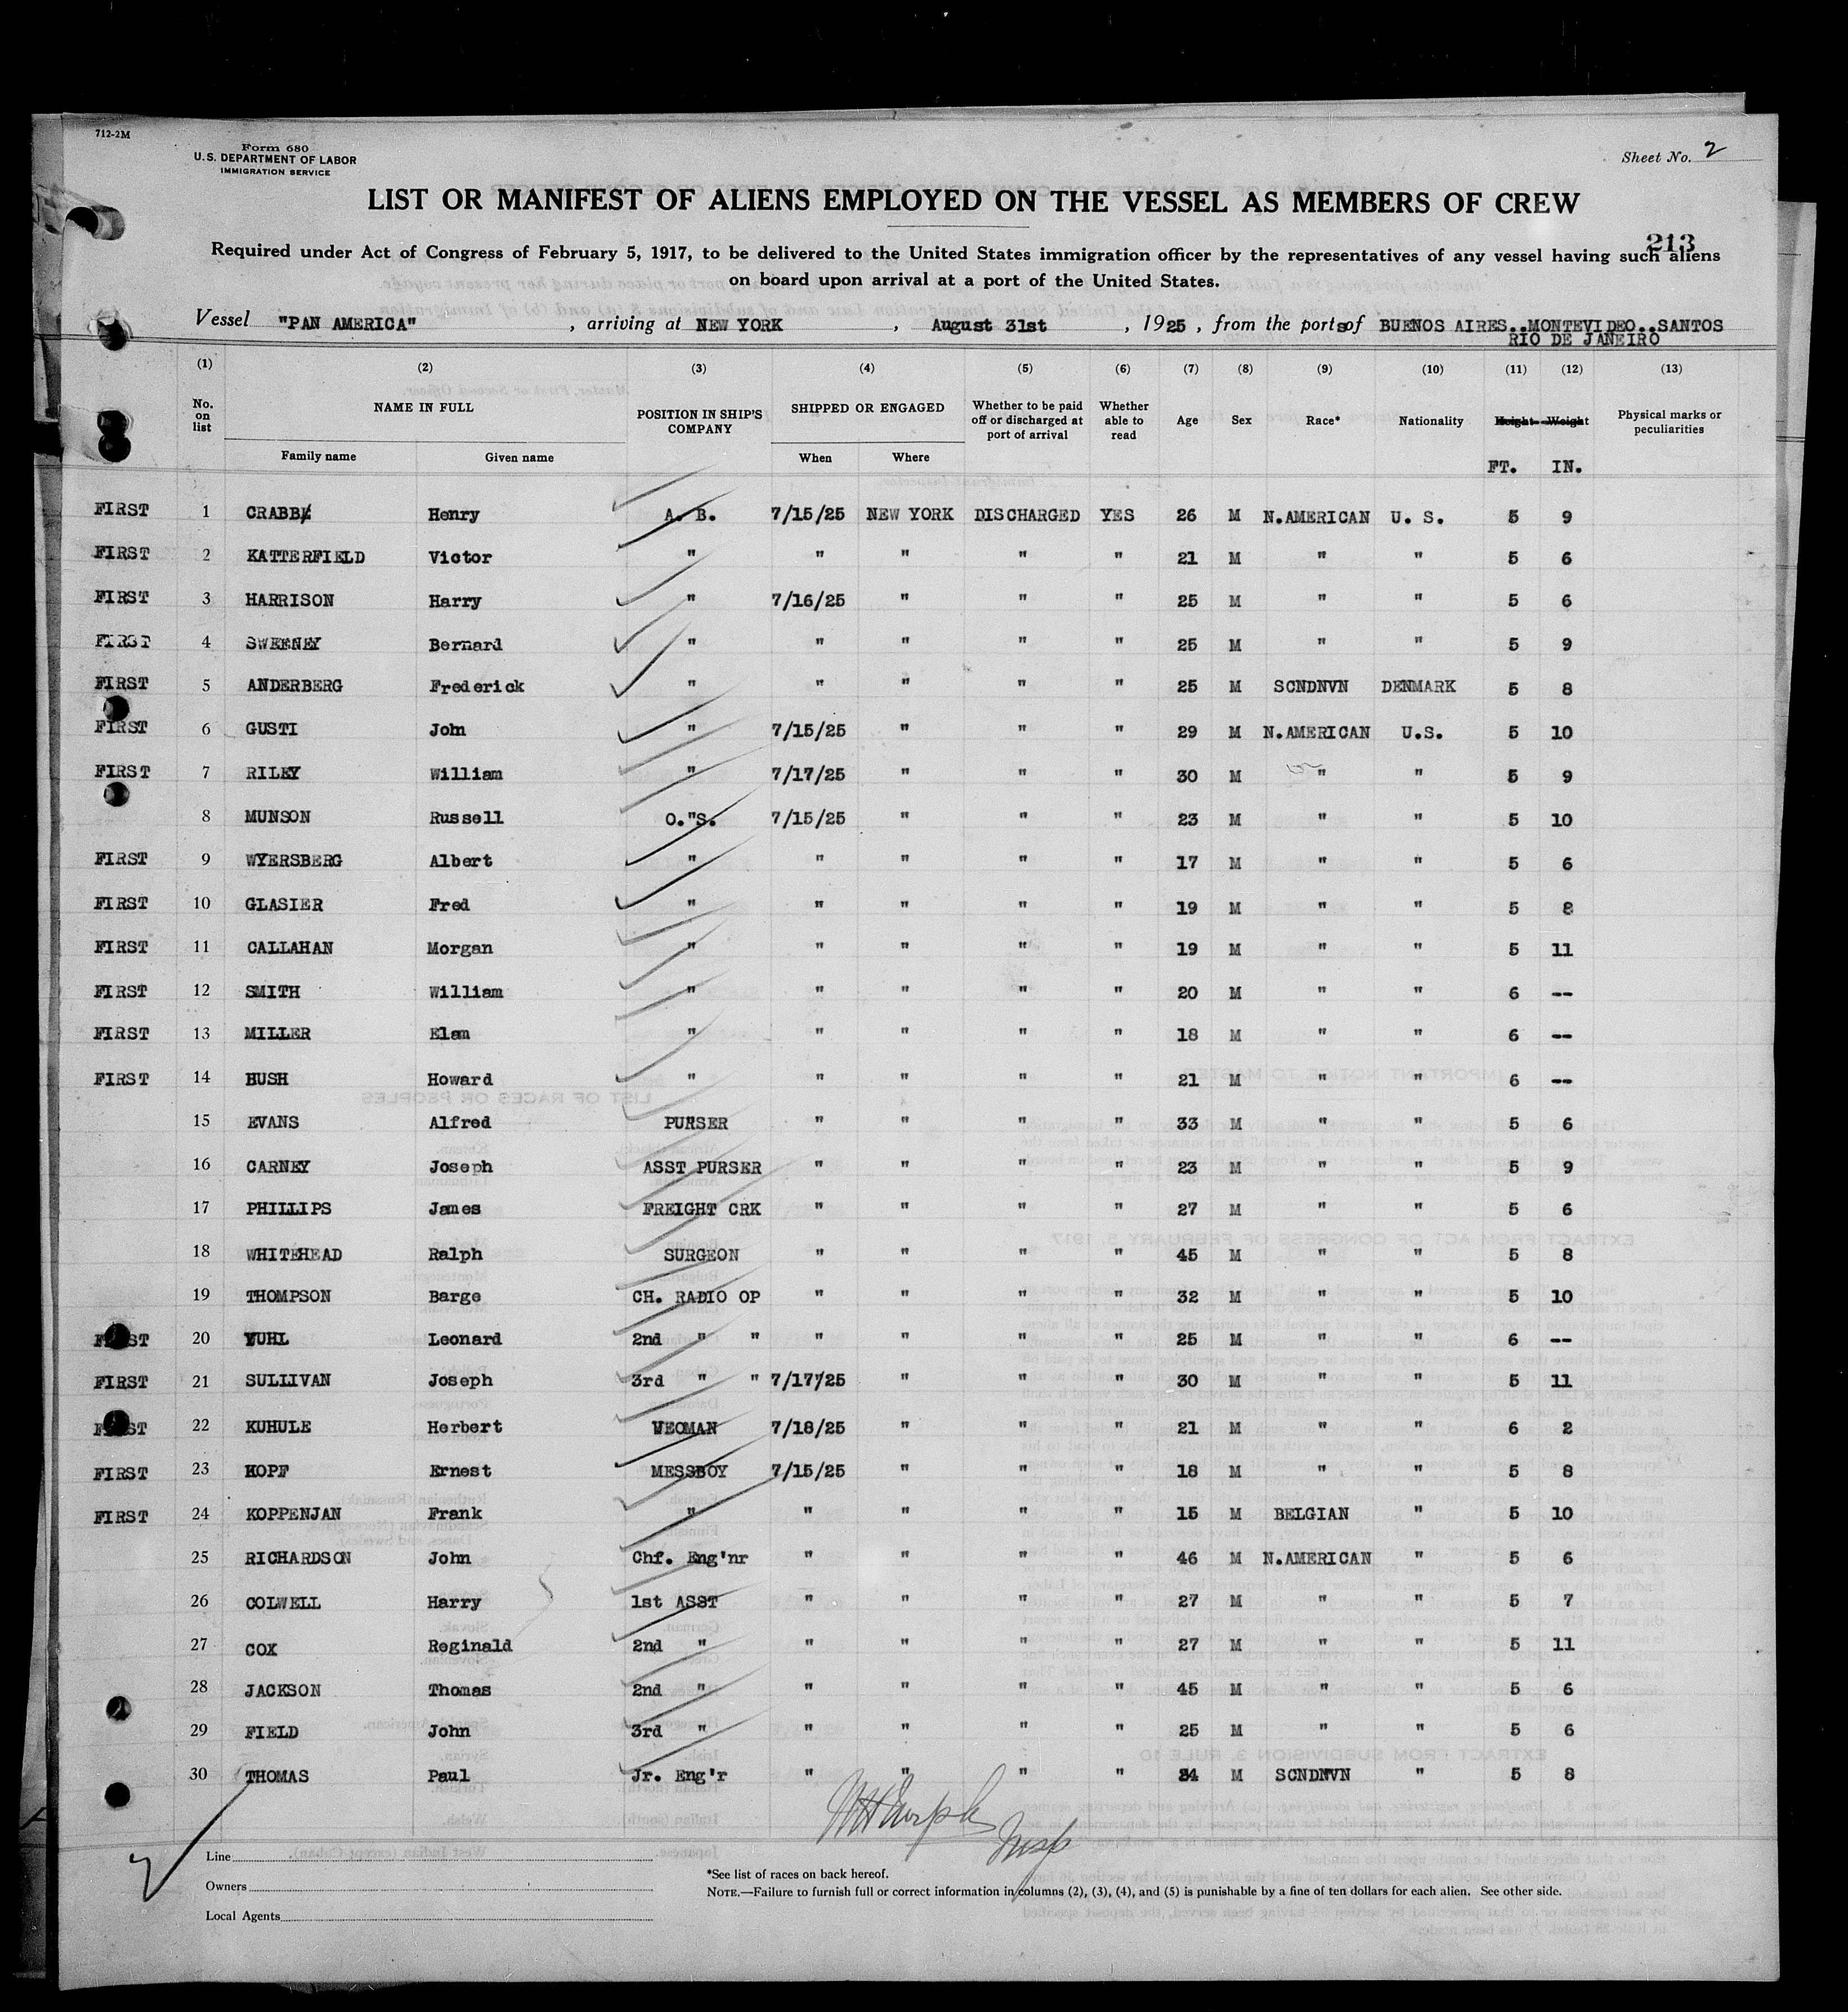 712-2M
Form 680
U.S. DEPARTMENT OF LABOR
IMMIGRATION SERVICE
Sheet No. 2
LIST OR MANIFEST OF ALIENS EMPLOYED ON THE VESSEL AS MEMBERS OF CREW
213
Required under Act of Congress of February 5, 1917, to be delivered to the United States immigration officer by the representatives of any vessel having such aliens
on board upon arrival at a port of the United States.
Vessel "PAN AMERICA", arriving at NEW YORK, August 31st, 1925, from the ports of BUENOS AIRES..MONTEVIDEO..SANTOS
RIO DE JANEIRO
(1) (2) (3) (4) (5) (6) (7) (8) (9) (10) (11) (12) (13)
No. on list NAME IN FULL POSITION IN SHIP'S COMPANY SHIPPED OR ENGAGED Whether to be paid off or discharged at port of arrival Whether able to read Age Sex Race* Nationality Height Weight Physical marks or peculiarities
Family name Given name When Where FT. IN.
FIRST 1 CRABB Henry A. B. 7/15/25 NEW YORK DISCHARGED YES 26 M N.AMERICAN U. S. 5 9
FIRST 2 KATTERFIELD Victor " " " " " 21 M " " 5 6
FIRST 3 HARRISON Harry " 7/16/25 " " " 25 M " " 5 6
FIRST 4 SWEENEY Bernard " " " " " 25 M " " 5 9
FIRST 5 ANDERBERG Frederick " " " " " 25 M SCNDNVN DENMARK 5 8
FIRST 6 GUSTI John " 7/15/25 " " " 29 M N.AMERICAN U.S. 5 10
FIRST 7 RILEY William " 7/17/25 " " " 30 M " " 5 9
8 MUNSON Russell O."S. 7/15/25 " " " 23 M " " 5 10
FIRST 9 WYERSBERG Albert " " " " " 17 M " " 5 6
FIRST 10 GLASIER Fred " " " " " 19 M " " 5 8
FIRST 11 CALLAHAN Morgan " " " " " 19 M " " 5 11
FIRST 12 SMITH William " " " " " 20 M " " 6 --
FIRST 13 MILLER Elam " " " " " 18 M " " 6 --
FIRST 14 BUSH Howard " " " " " 21 M " " 6 --
15 EVANS Alfred PURSER " " " " 33 M " " 5 6
16 CARNEY Joseph ASST PURSER " " " " 23 M " " 5 9
17 PHILLIPS James FREIGHT CRK " " " " 27 M " " 5 6
18 WHITEHEAD Ralph SURGEON " " " " 45 M " " 5 8
19 THOMPSON Barge CH. RADIO OP " " " " 32 M " " 5 10
FIRST 20 YUHL Leonard 2nd " " " " " " 25 M " " 6 --
FIRST 21 SULLIVAN Joseph 3rd " " 7/17/25 " " " 30 M " " 5 11
FIRST 22 KUHULE Herbert YEOMAN 7/18/25 " " " 21 M " " 6 2
FIRST 23 HOPF Ernest MESSBOY 7/15/25 " " " 18 M " " 5 8
FIRST 24 KOPPENJAN Frank " " " " " 15 M BELGIAN " 5 10
25 RICHARDSON John Chf. Eng'nr " " " " 46 M N.AMERICAN " 5 6
26 COLWELL Harry 1st ASST " " " " 27 M " " 5 7
27 COX Reginald 2nd " " " " " 27 M " " 5 11
28 JACKSON Thomas 2nd " " " " " 45 M " " 5 6
29 FIELD John 3rd " " " " " 25 M " " 5 6
30 THOMAS Paul Jr. Eng'r " " " " 34 M SCNDNVN " 5 8
Insp
Line
Owners
Local Agents
*See list of races on back hereof.
NOTE.—Failure to furnish full or correct information in columns (2), (3), (4), and (5) is punishable by a fine of ten dollars for each alien. See other side.